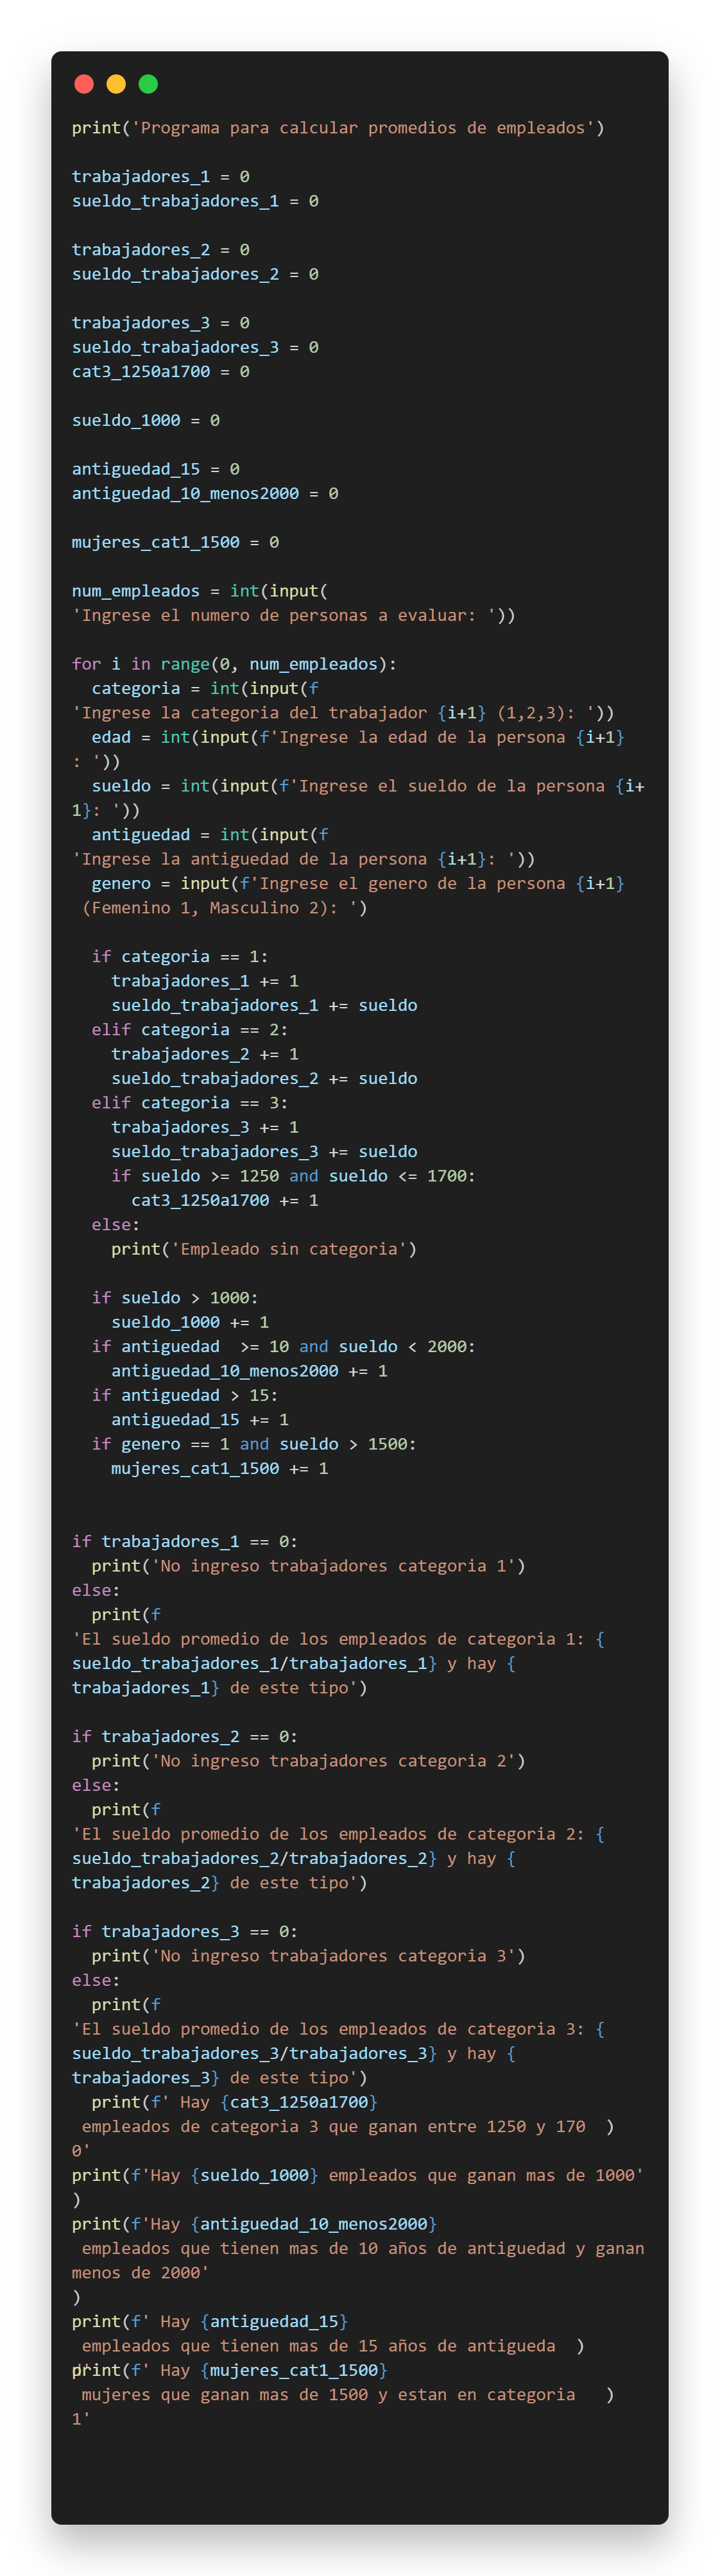 print('Programa para calcular promedios de empleados')
trabajadores_1 = 0
sueldo_trabajadores_1 = 0
trabajadores_2 = 0
sueldo_trabajadores_2 = 0
trabajadores_3 = 0
sueldo_trabajadores_3 = 0
cat3_1250a1700 = 0
sueldo_1000 = 0
antiguedad_15 = 0
antiguedad_10_menos2000 = 0
mujeres_cat1_1500 = 0
num_empleados = int(input(
'Ingrese el numero de personas a evaluar: '))
for i in range(0, num_empleados):
  categoria = int(input(f
'Ingrese la categoria del trabajador {i+1} (1,2,3): '))
  edad = int(input(f'Ingrese la edad de la persona {i+1}
: '))
  sueldo = int(input(f'Ingrese el sueldo de la persona {i+
1}: '))
  antiguedad = int(input(f
'Ingrese la antiguedad de la persona {i+1}: '))
  genero = input(f'Ingrese el genero de la persona {i+1}
 (Femenino 1, Masculino 2): ')
  if categoria == 1:
    trabajadores_1 += 1
    sueldo_trabajadores_1 += sueldo
  elif categoria == 2:
    trabajadores_2 += 1
    sueldo_trabajadores_2 += sueldo
  elif categoria == 3:
    trabajadores_3 += 1
    sueldo_trabajadores_3 += sueldo
    if sueldo >= 1250 and sueldo <= 1700:
      cat3_1250a1700 += 1
  else:
    print('Empleado sin categoria')
  if sueldo > 1000:
    sueldo_1000 += 1
  if antiguedad  >= 10 and sueldo < 2000:
    antiguedad_10_menos2000 += 1
  if antiguedad > 15:
    antiguedad_15 += 1
  if genero == 1 and sueldo > 1500:
    mujeres_cat1_1500 += 1
if trabajadores_1 == 0:
  print('No ingreso trabajadores categoria 1')
else:
  print(f
'El sueldo promedio de los empleados de categoria 1: {
sueldo_trabajadores_1/trabajadores_1} y hay {
trabajadores_1} de este tipo')
if trabajadores_2 == 0:
  print('No ingreso trabajadores categoria 2')
else:
  print(f
'El sueldo promedio de los empleados de categoria 2: {
sueldo_trabajadores_2/trabajadores_2} y hay {
trabajadores_2} de este tipo')
if trabajadores_3 == 0:
  print('No ingreso trabajadores categoria 3')
else:
  print(f
'El sueldo promedio de los empleados de categoria 3: {
sueldo_trabajadores_3/trabajadores_3} y hay {
trabajadores_3} de este tipo')
  print(f' Hay {cat3_1250a1700}
 empleados de categoria 3 que ganan entre 1250 y 170  )
0'
print(f'Hay {sueldo_1000} empleados que ganan mas de 1000'
)
print(f'Hay {antiguedad_10_menos2000}
 empleados que tienen mas de 10 años de antiguedad y ganan
menos de 2000'
)
print(f' Hay {antiguedad_15}
 empleados que tienen mas de 15 años de antigueda  )
print(f' Hay {mujeres_cat1_1500}
 mujeres que ganan mas de 1500 y estan en categoria   )
1'